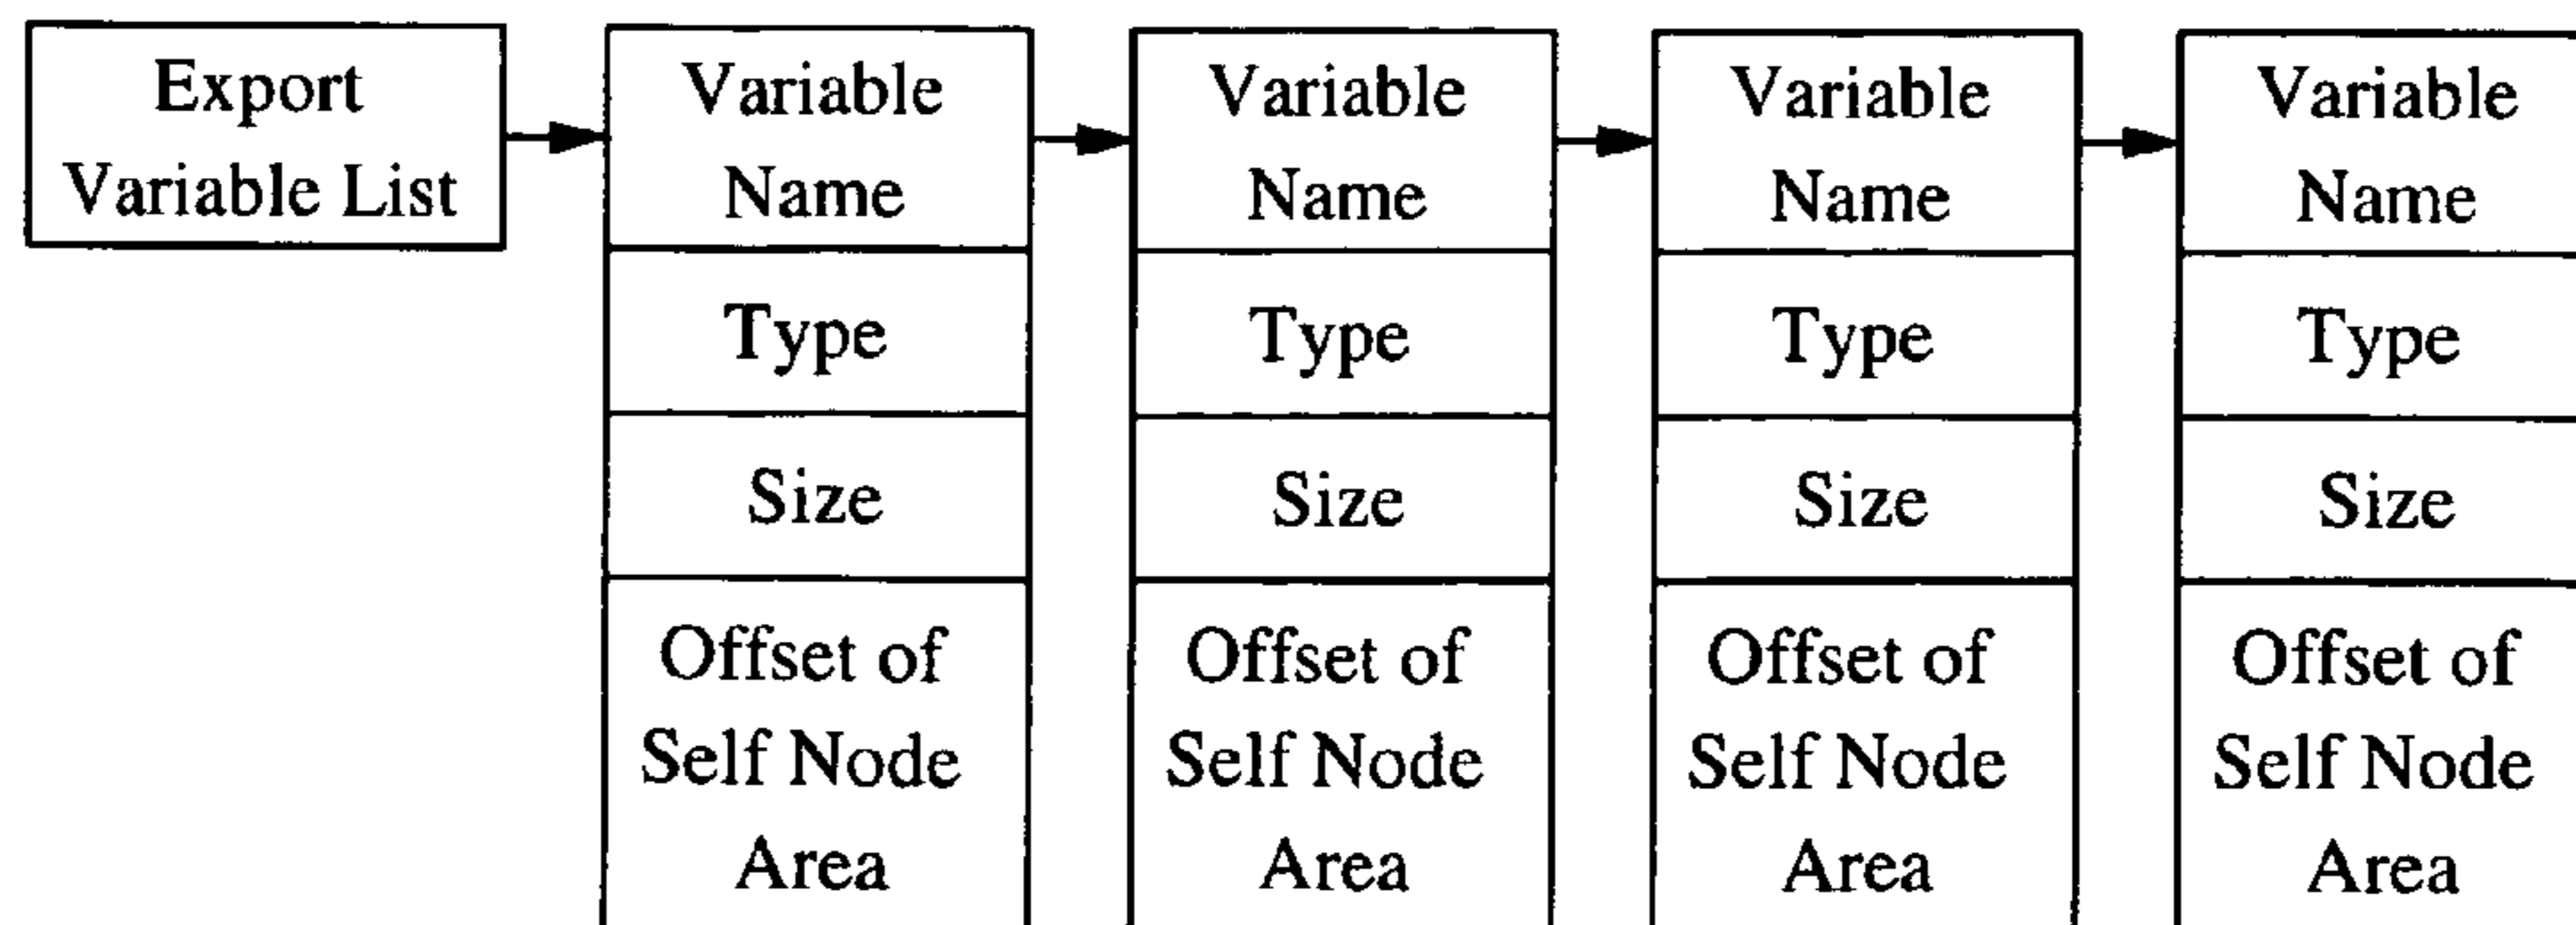 Export
Variable List
Variable
Name
Type
Size
Offset of
Self Node
Area
Variable
Name
Type
Size
Offset of
Self Node
Area
Variable
Name
Type
Size
Offset of
Self Node
Area
Variable
Name
Type
Size
Offset of
Self Node
Area